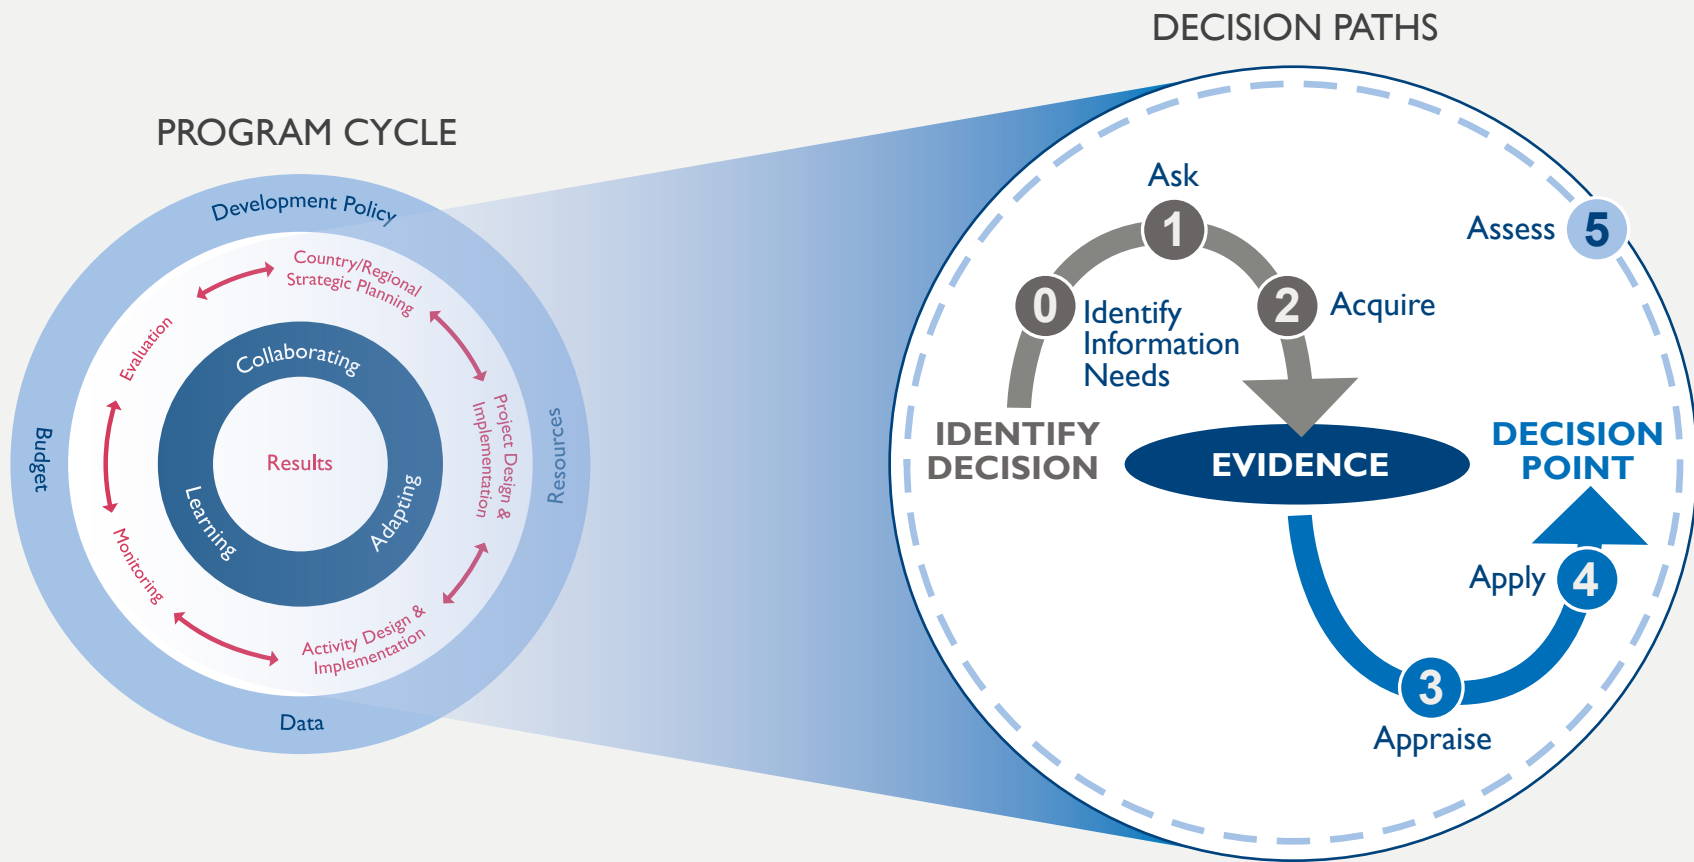 PROGRAM CYCLE
Development Policy
Country/Regional
Strategic Planning
Evaluation
Collaborating
Project Design &
Implementation
Resources
Budget
Results
Learning
Adapting
Monitoring
Activity Design &
Implementation
Data
DECISION PATHS
Ask
1
Assess 5
0
Identify
Information
Needs
2 Acquire
IDENTIFY
DECISION
EVIDENCE
DECISION
POINT
Apply 4
3
Appraise